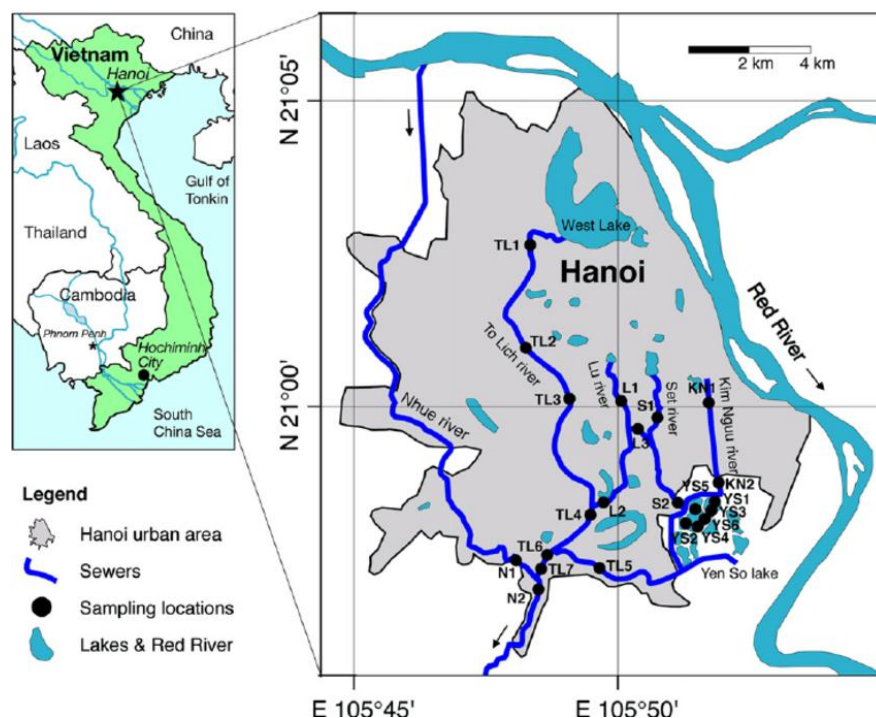 Vietnam
China
Hanoi
Laos
Gulf of
Tonkin
Thailand
Cambodia
Phnom Penh
Hochiminh
City
South
China Sea
Legend
Hanoi urban area
Sewers
Sampling locations
Lakes & Red River
2 km 4 km
N 21°05'
N 21°00'
E 105°45' E 105°50'
West Lake
Hanoi
Red River
To Lich river
Lu river
Set river
Kim Nguu river
Nhue river
Yen So lake
TL1
TL2
TL3
L1
S1
KN1
L3
KN2
YS5
YS1
S2
YS3
L2
YS6
TL4
YS2
YS4
TL6
TL7
TL5
N1
N2